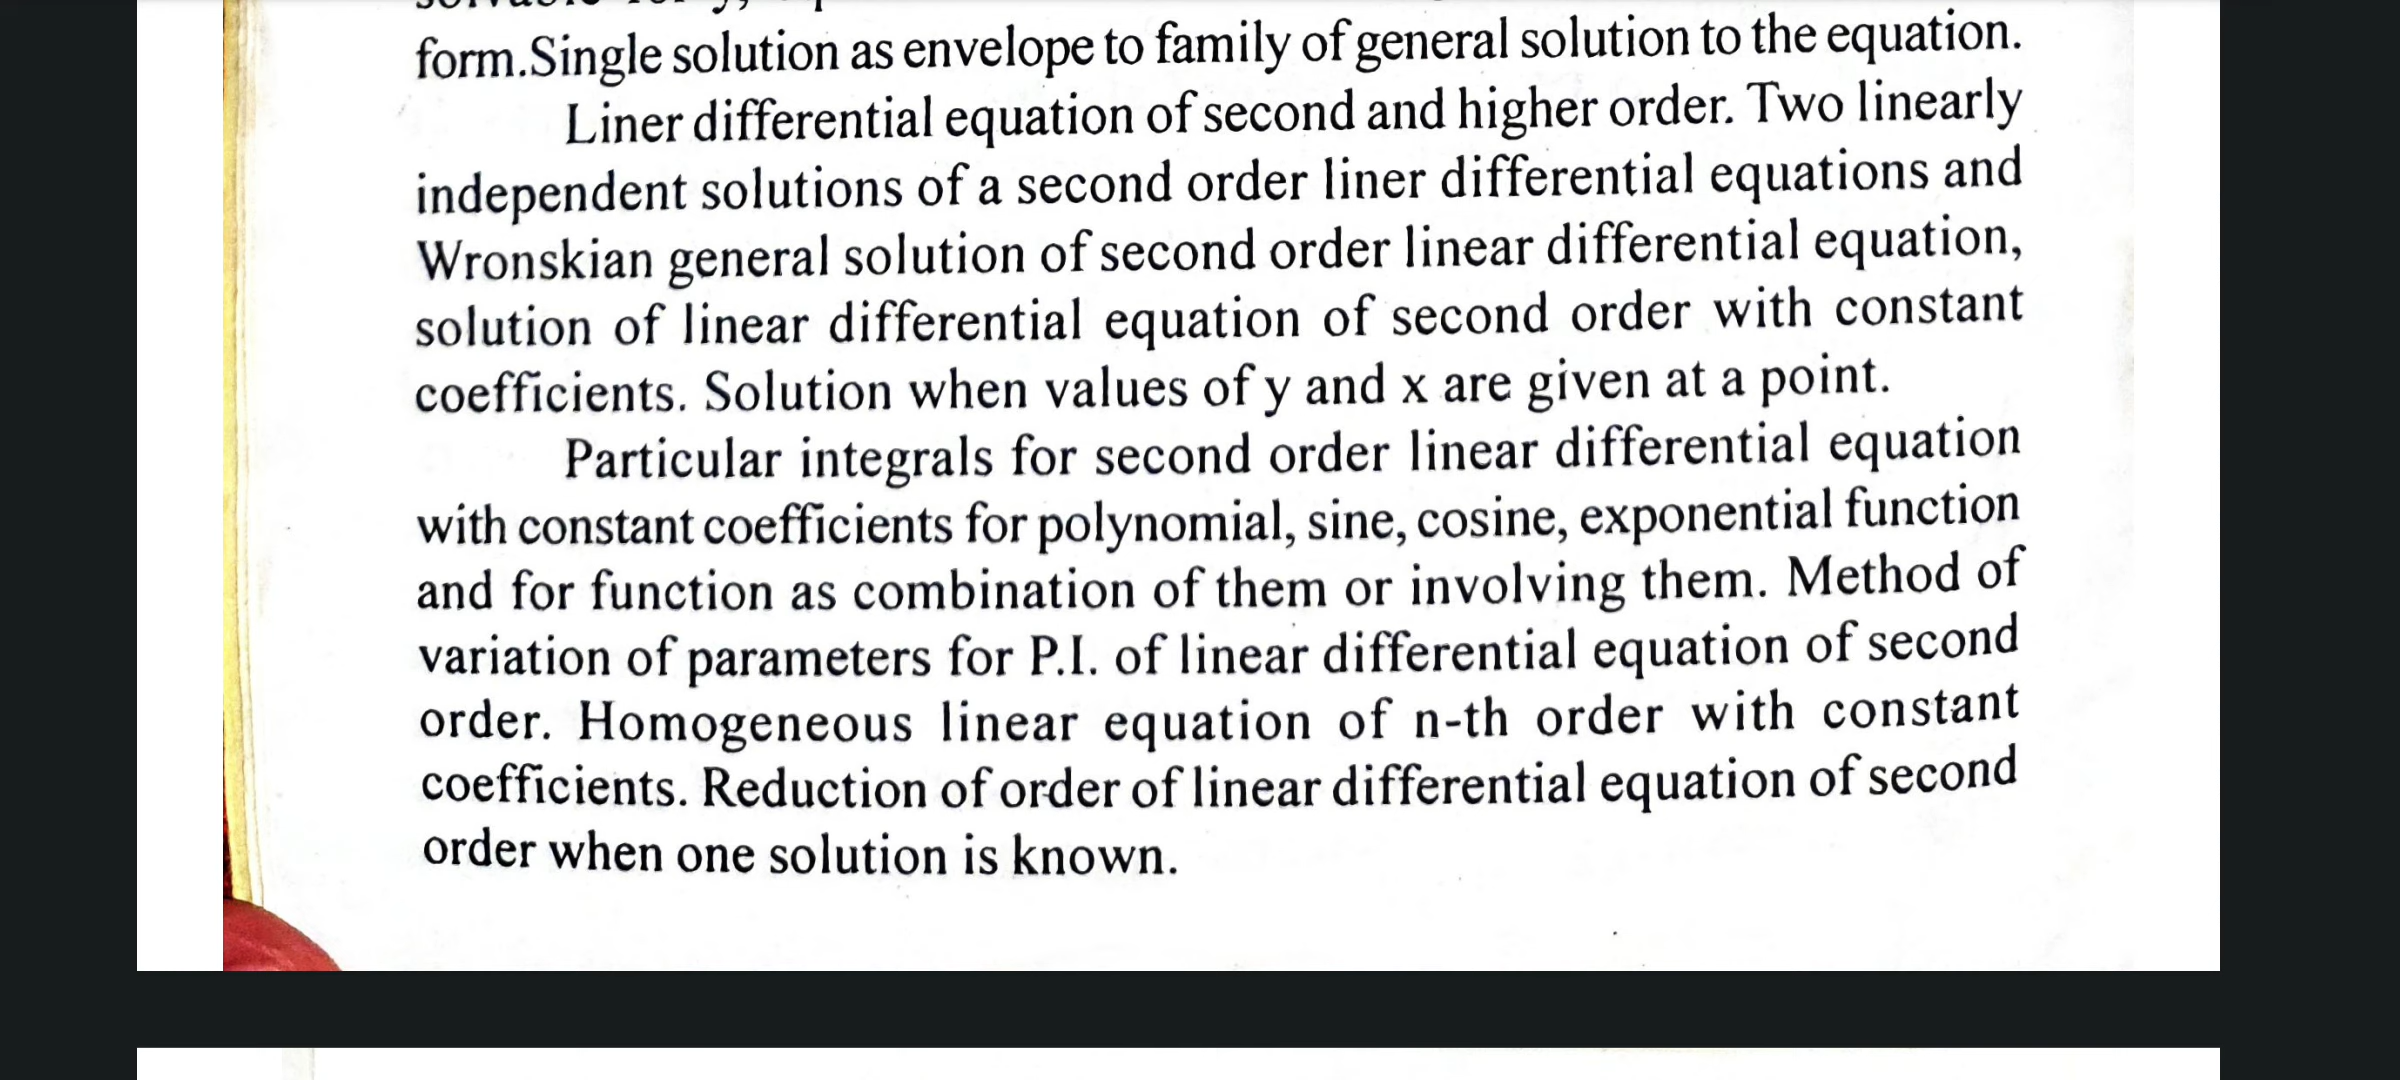 form.Single solution as envelope to family of general solution to the equation.
Liner differential equation of second and higher order. Two linearly
independent solutions of a second order liner differential equations and
Wronskian general solution of second order linear differential equation,
solution of linear differential equation of second order with constant
coefficients. Solution when values of y and x are given at a point.
Particular integrals for second order linear differential equation
with constant coefficients for polynomial, sine, cosine, exponential function
and for function as combination of them or involving them. Method of
variation of parameters for P.I. of linear differential equation of second
order. Homogeneous linear equation of n-th order with constant
coefficients. Reduction of order of linear differential equation of second
order when one solution is known.